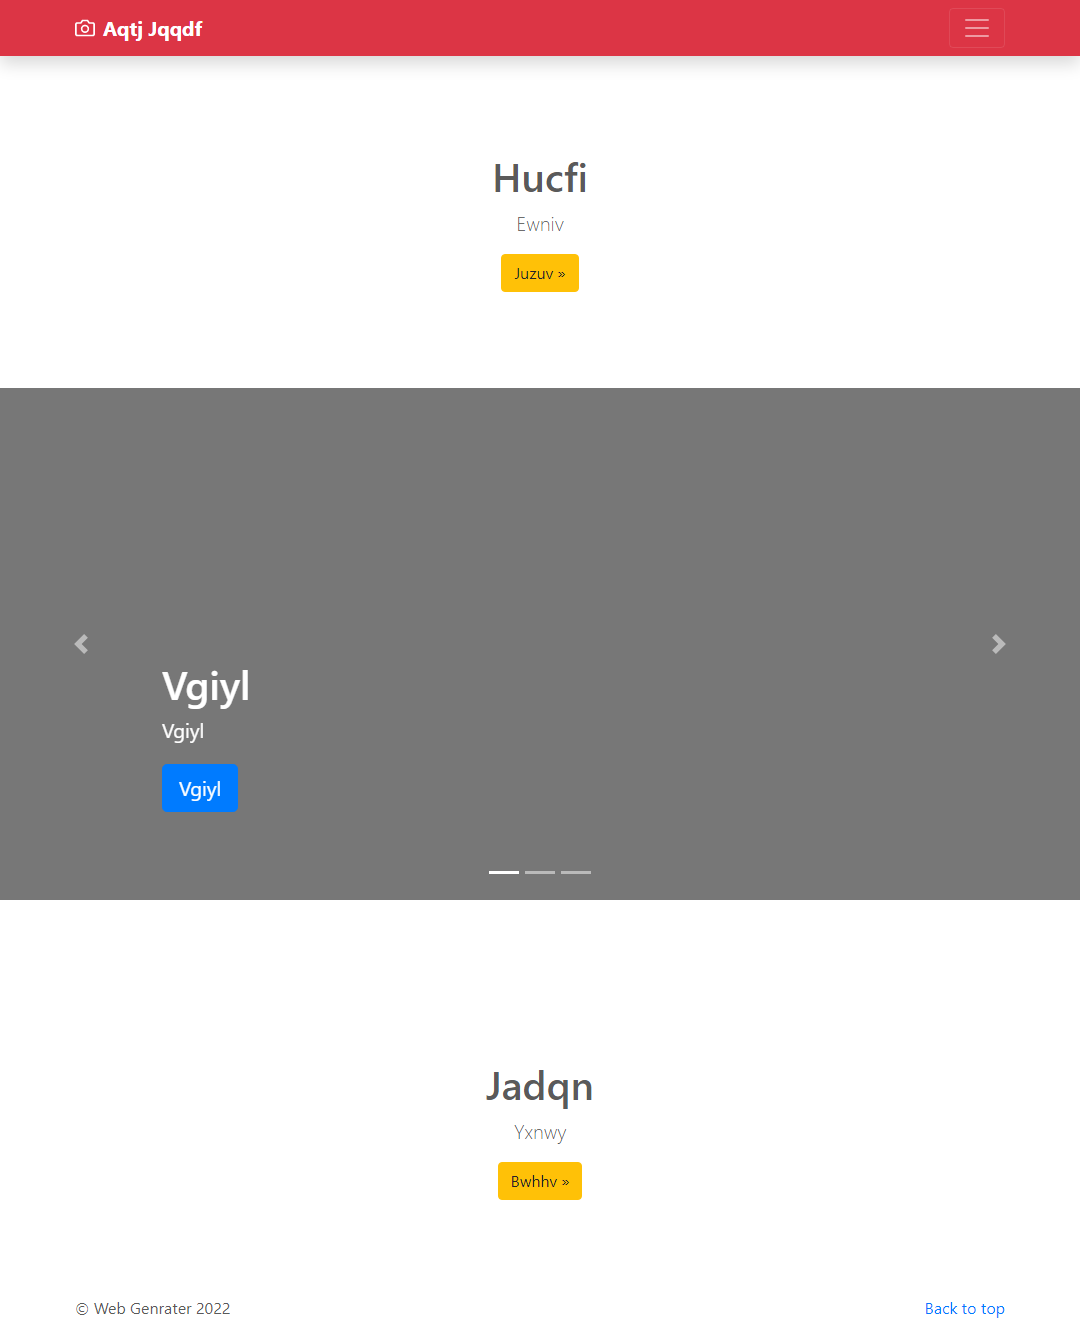 Aqtj Jqqdf
Hucfi
Ewniv
Juzuv »
Vgiyl
Vgiyl
Vgiyl
Jadqn
Yxnwy
Bwhhv »
© Web Genrater 2022
Back to top